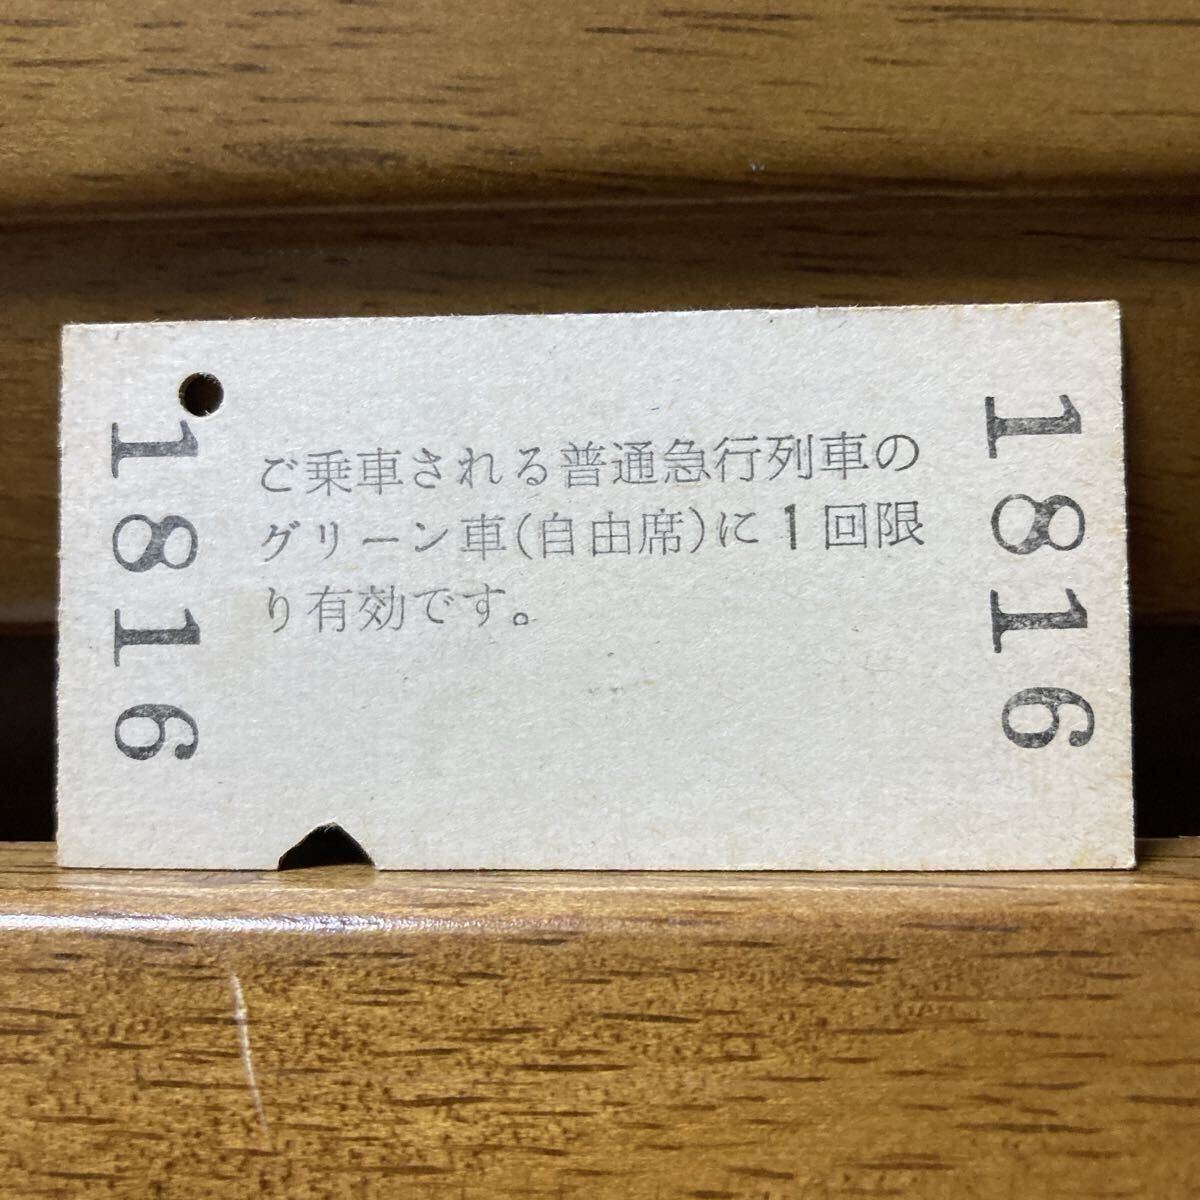 1816
ご乗車される普通急行列車の
グリーン車(自由席)に1回限
り有効です。
1816